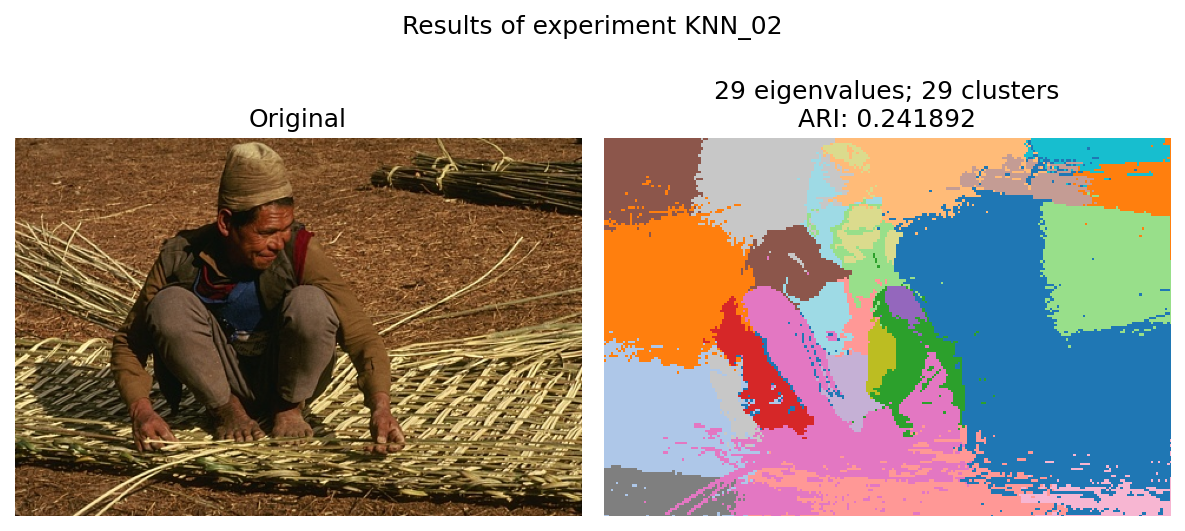 Results of experiment KNN_02
Original
29 eigenvalues; 29 clusters
ARI: 0.241892